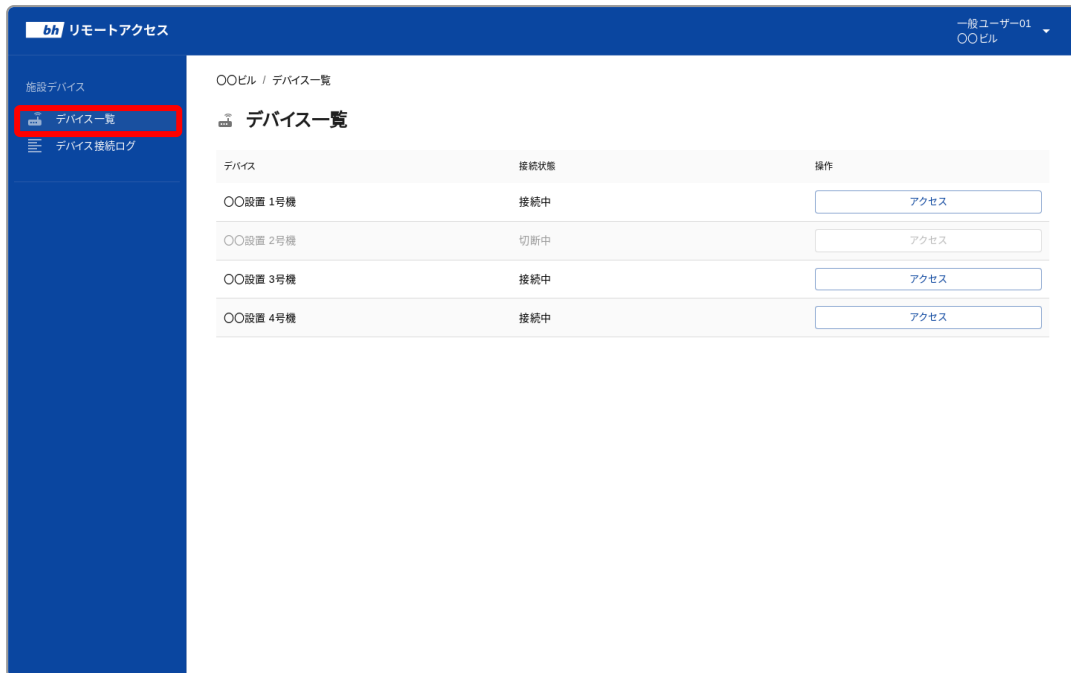 bh リモートアクセス
一般ユーザー01
〇〇ビル
施設デバイス
デバイス一覧
デバイス接続ログ
〇〇ビル / デバイス一覧
デバイス一覧
デバイス 接続状態 操作
〇〇設置 1号機 接続中 アクセス
〇〇設置 2号機 切断中 アクセス
〇〇設置 3号機 接続中 アクセス
〇〇設置 4号機 接続中 アクセス